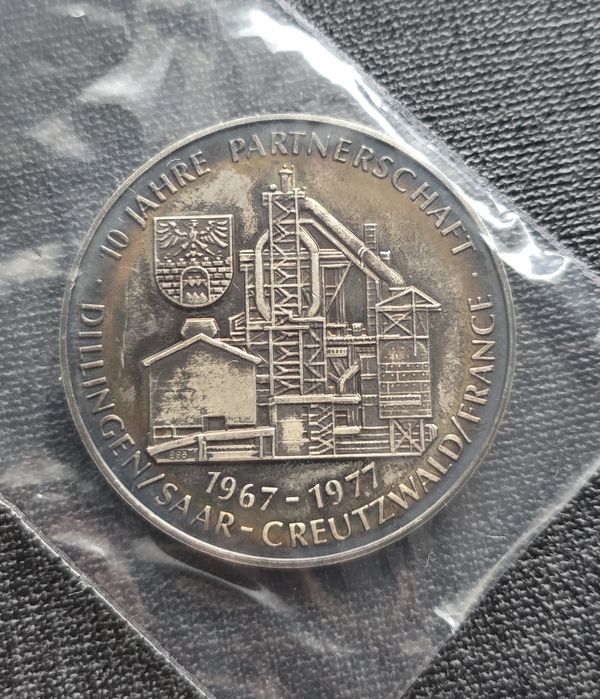 · 10 JAHRE PARTNERSCHAFT ·
1967 - 1977
DILLINGEN/SAAR-CREUTZWALD/FRANCE